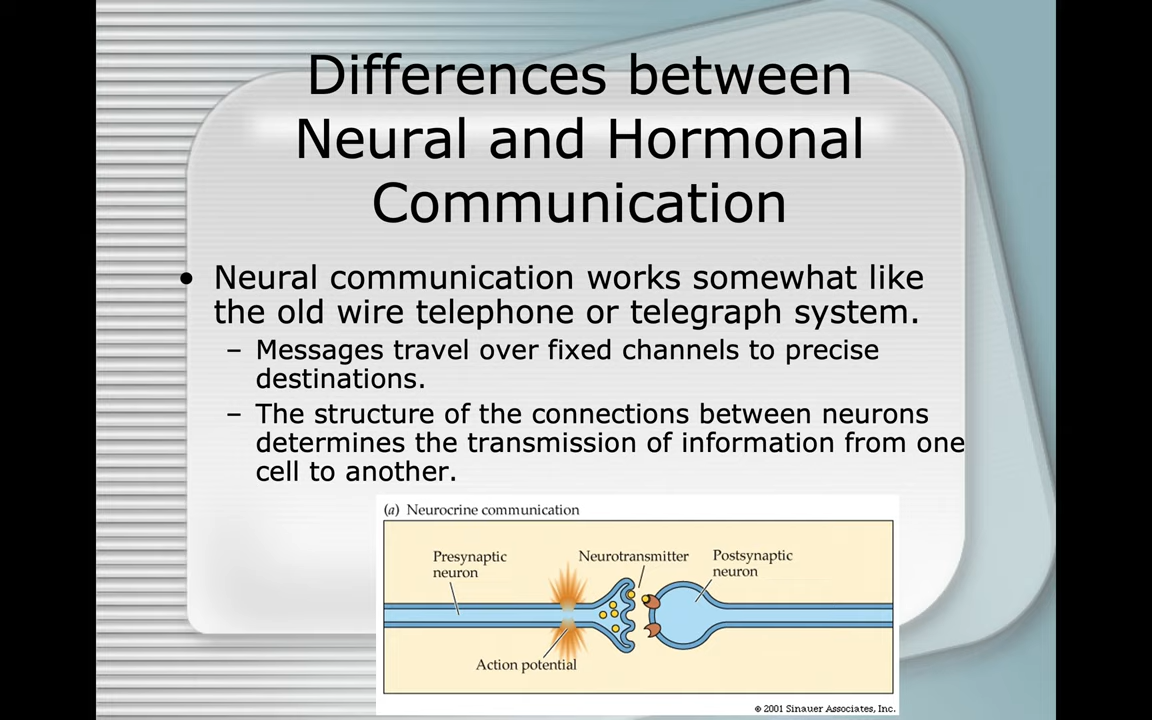 Differences between
Neural and Hormonal
Communication
• Neural communication works somewhat like
the old wire telephone or telegraph system.
– Messages travel over fixed channels to precise
destinations.
– The structure of the connections between neurons
determines the transmission of information from one
cell to another.
(a) Neurocrine communication
Presynaptic
neuron
Neurotransmitter
Postsynaptic
neuron
Action potential
© 2001 Sinauer Associates, Inc.